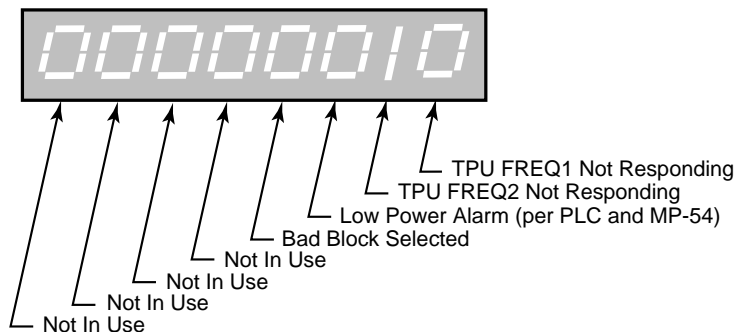 00000010
TPU FREQ1 Not Responding
TPU FREQ2 Not Responding
Low Power Alarm (per PLC and MP-54)
Bad Block Selected
Not In Use
Not In Use
Not In Use
Not In Use